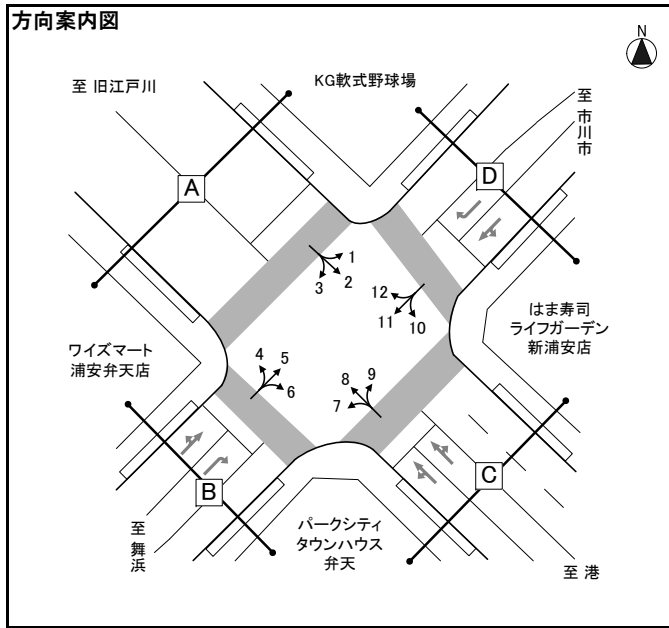 方向案内図
N
至 旧江戸川
KG軟式野球場
至 市川市
A
D
1
2
3
12
11
10
はま寿司
ライフガーデン
新浦安店
ワイズマート
浦安弁天店
4
5
6
7
8
9
B
C
至 舞浜
パークシティ
タウンハウス
弁天
至 港